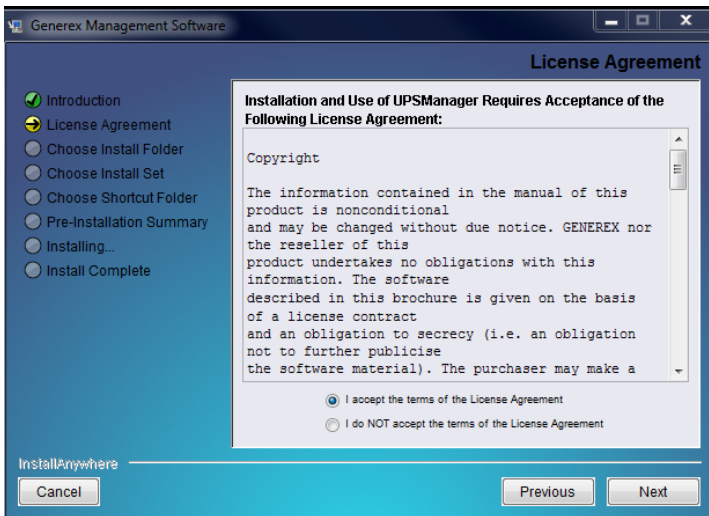 Generex Management Software
License Agreement
Introduction
License Agreement
Choose Install Folder
Choose Install Set
Choose Shortcut Folder
Pre-Installation Summary
Installing...
Install Complete
Installation and Use of UPSManager Requires Acceptance of the
Following License Agreement:
Copyright
The information contained in the manual of this
product is nonconditional
and may be changed without due notice. GENEREX nor
the reseller of this
product undertakes no obligations with this
information. The software
described in this brochure is given on the basis
of a license contract
and an obligation to secrecy (i.e. an obligation
not to further publicise
the software material). The purchaser may make a
I accept the terms of the License Agreement
I do NOT accept the terms of the License Agreement
InstallAnywhere
Cancel
Previous
Next